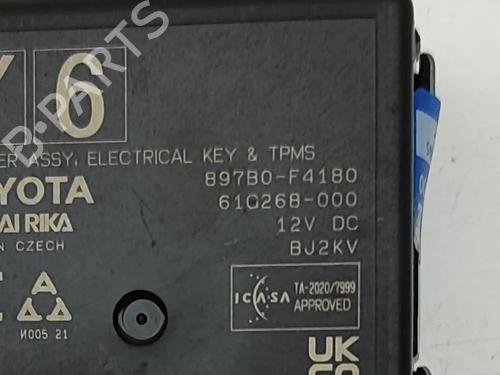 6
ER ASSY, ELECTRICAL KEY & TPMS
OYOTA 897B0-F4180
AI RIKA 61Q268-000
N CZECH 12V DC
BJ2KV
ICASA TA-2020/7999
APPROVED
И005 21
UK
B-PARTS